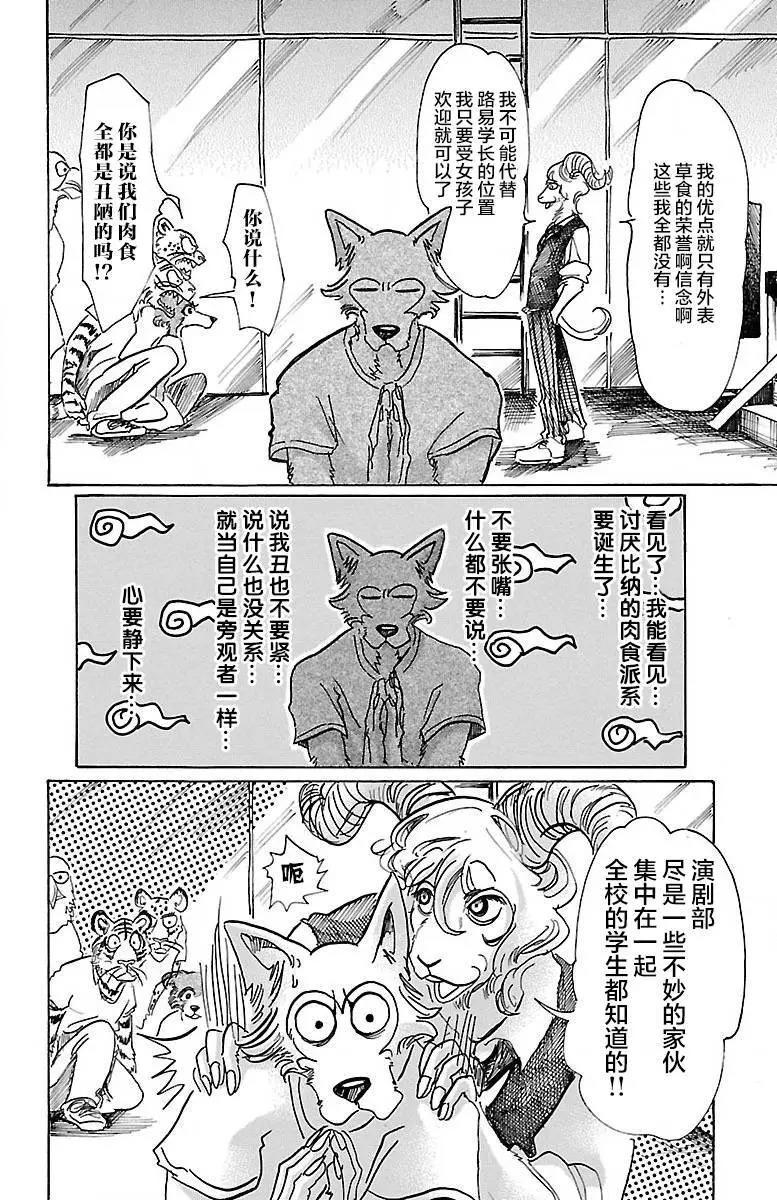 我的优点就只有外表
草食的荣誉啊信念啊
这些我全都没有…
我不可能代替
路易学长的位置
我只要受女孩子
欢迎就可以了
你说什么！
你是说我们肉食
全都是丑陋的吗!?
看见了…我能看见…
讨厌比纳的肉食派系
要诞生了…
不要张嘴…
什么都不要说…
说我丑也不要紧…
说什么也没关系…
就当自己是旁观者一样…
心要静下来…
演剧部
尽是一些不妙的家伙
集中在一起
全校的学生都知道的!!
呃